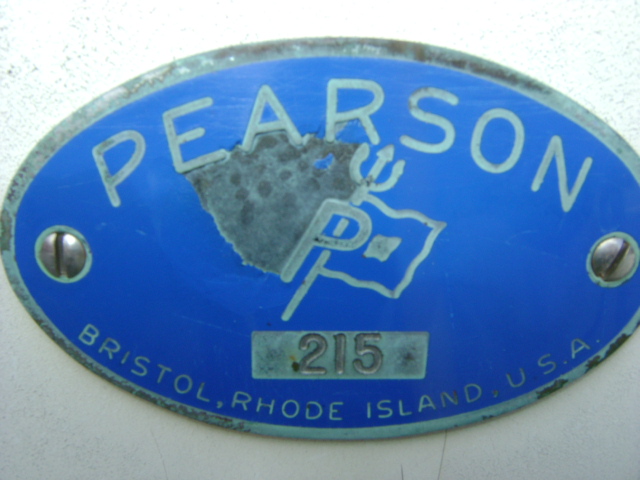 PEARSON
P
215
BRISTOL, RHODE ISLAND, U.S.A.